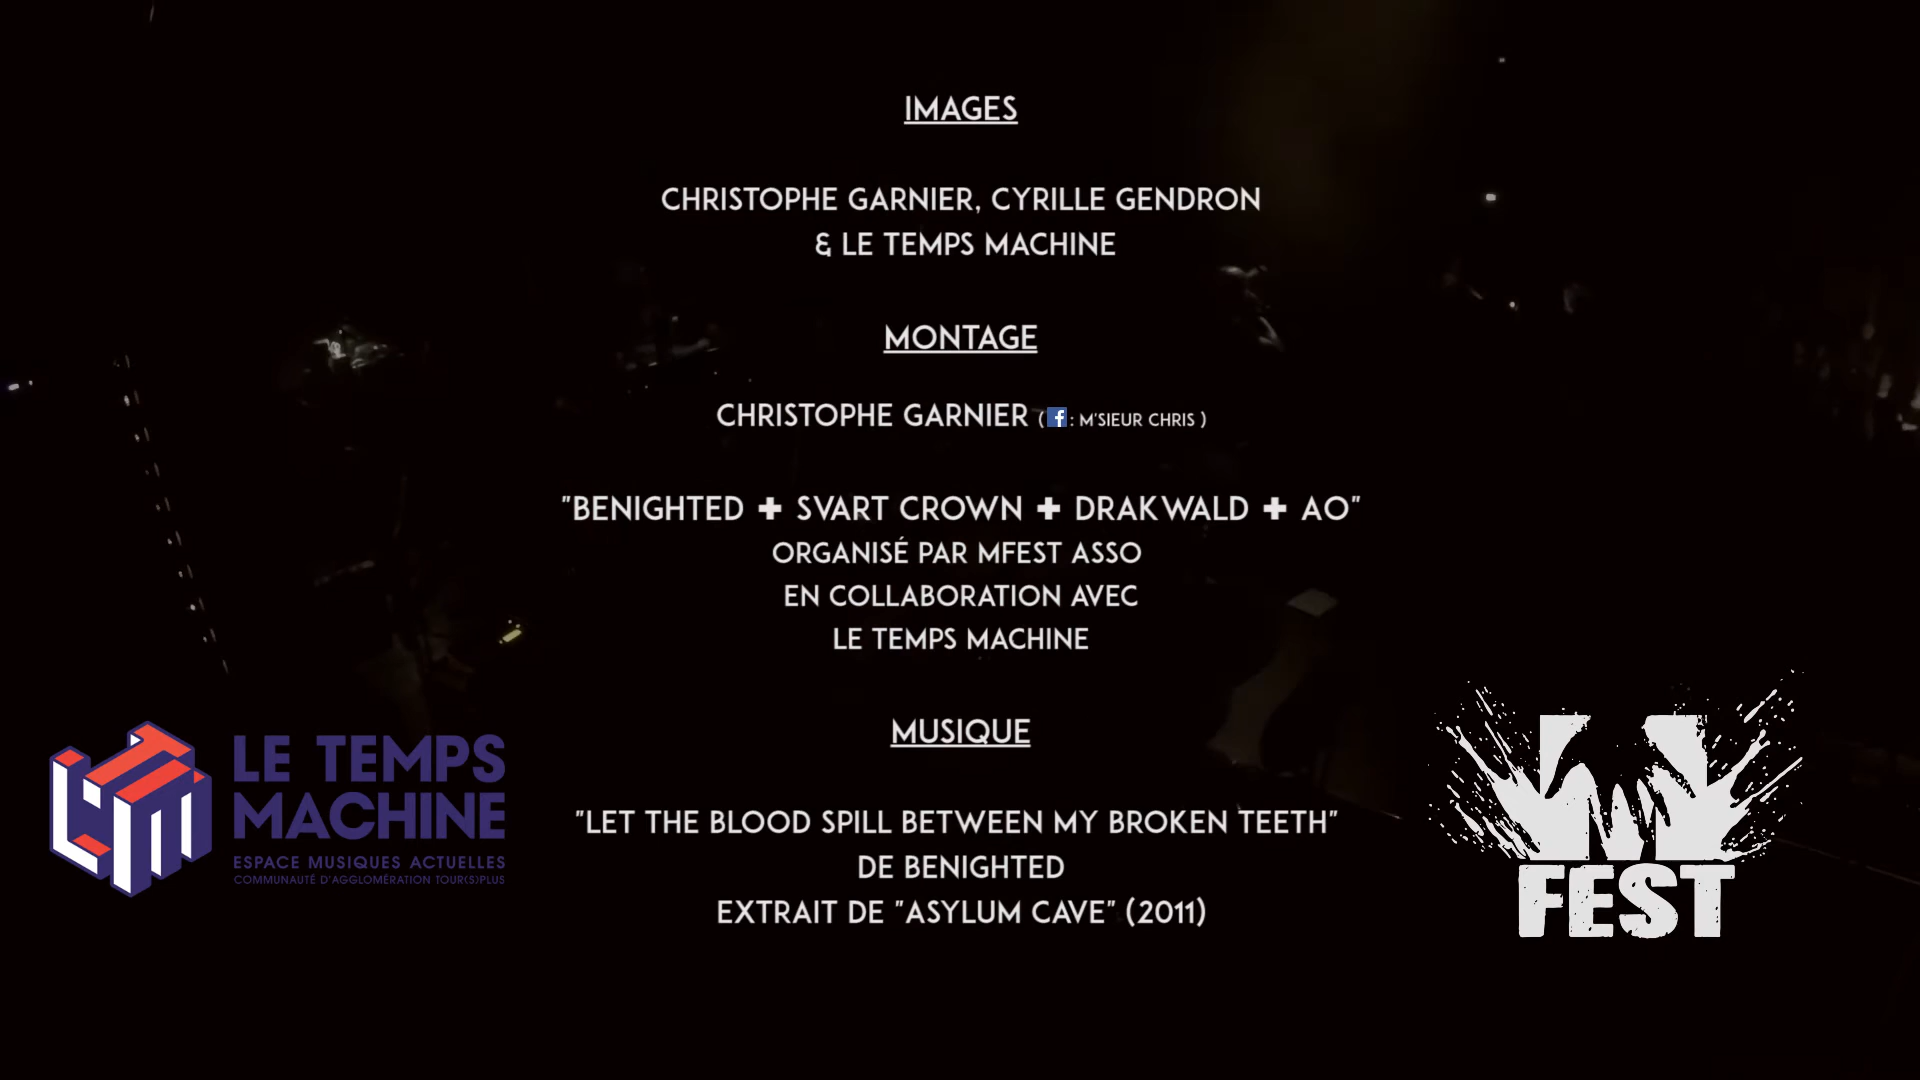 IMAGES
CHRISTOPHE GARNIER, CYRILLE GENDRON
& LE TEMPS MACHINE
MONTAGE
CHRISTOPHE GARNIER (f: M'SIEUR CHRIS )
"BENIGHTED + SVART CROWN + DRAKWALD + AO"
ORGANISÉ PAR MFEST ASSO
EN COLLABORATION AVEC
LE TEMPS MACHINE
MUSIQUE
"LET THE BLOOD SPILL BETWEEN MY BROKEN TEETH"
DE BENIGHTED
EXTRAIT DE "ASYLUM CAVE" (2011)
LTM
LE TEMPS
MACHINE
ESPACE MUSIQUES ACTUELLES
COMMUNAUTÉ D'AGGLOMÉRATION TOUR(S)PLUS
M
FEST